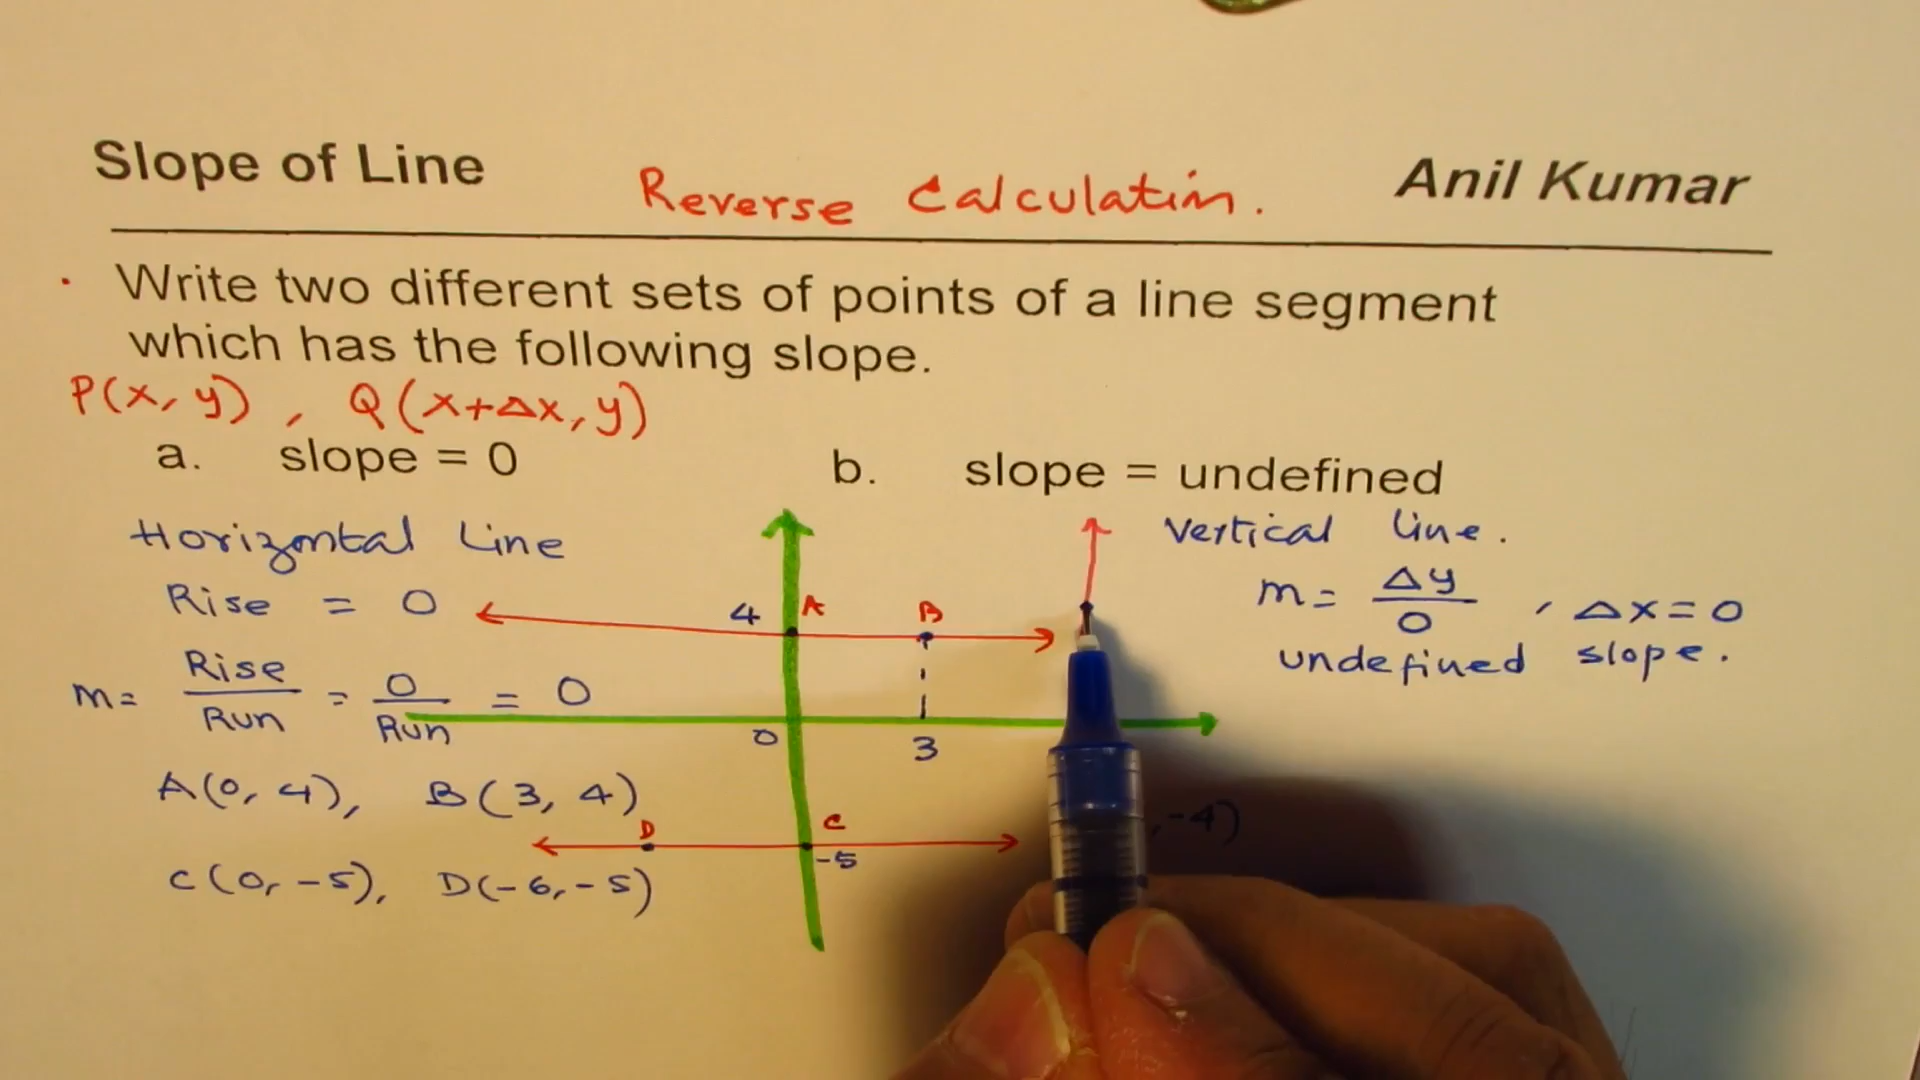 Slope of Line Reverse Calculation. Anil Kumar
. Write two different sets of points of a line segment
which has the following slope.
P(x, y) , Q(x+Δx, y)
a. slope = 0
b. slope = undefined
Horizontal Line
Rise = 0
m = Rise/Run = 0/Run = 0
A(0, 4), B(3, 4)
C(0, -5), D(-6, -5)
4 A B
0 3
D C
-5
Vertical line.
m = Δy/0 , Δx = 0
undefined slope.
, -4)